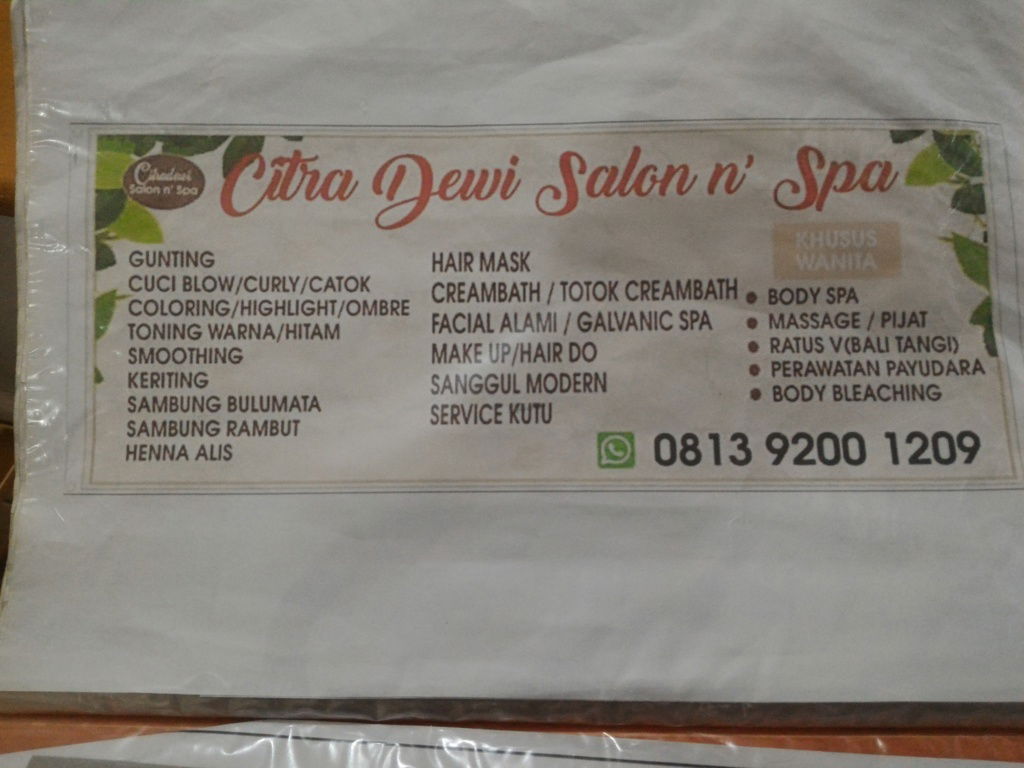 Citradewi
Salon n' Spa
Citra Dewi Salon n' Spa
GUNTING
CUCI BLOW/CURLY/CATOK
COLORING/HIGHLIGHT/OMBRE
TONING WARNA/HITAM
SMOOTHING
KERITING
SAMBUNG BULUMATA
SAMBUNG RAMBUT
HENNA ALIS
HAIR MASK
CREAMBATH / TOTOK CREAMBATH
FACIAL ALAMI / GALVANIC SPA
MAKE UP/HAIR DO
SANGGUL MODERN
SERVICE KUTU
KHUSUS
WANITA
• BODY SPA
• MASSAGE / PIJAT
• RATUS V(BALI TANGI)
• PERAWATAN PAYUDARA
• BODY BLEACHING
0813 9200 1209